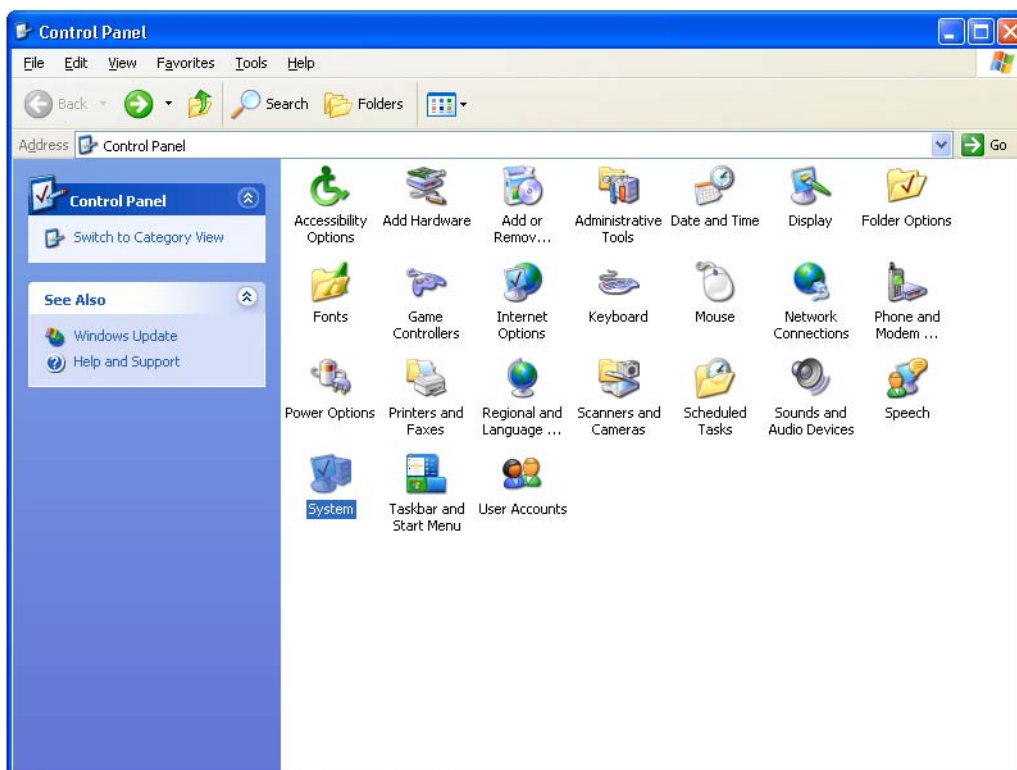 Control Panel
File Edit View Favorites Tools Help
Back Search Folders
Address Control Panel Go
Control Panel
Switch to Category View
See Also
Windows Update
Help and Support
Accessibility Options
Add Hardware
Add or Remov...
Administrative Tools
Date and Time
Display
Folder Options
Fonts
Game Controllers
Internet Options
Keyboard
Mouse
Network Connections
Phone and Modem ...
Power Options
Printers and Faxes
Regional and Language ...
Scanners and Cameras
Scheduled Tasks
Sounds and Audio Devices
Speech
System
Taskbar and Start Menu
User Accounts